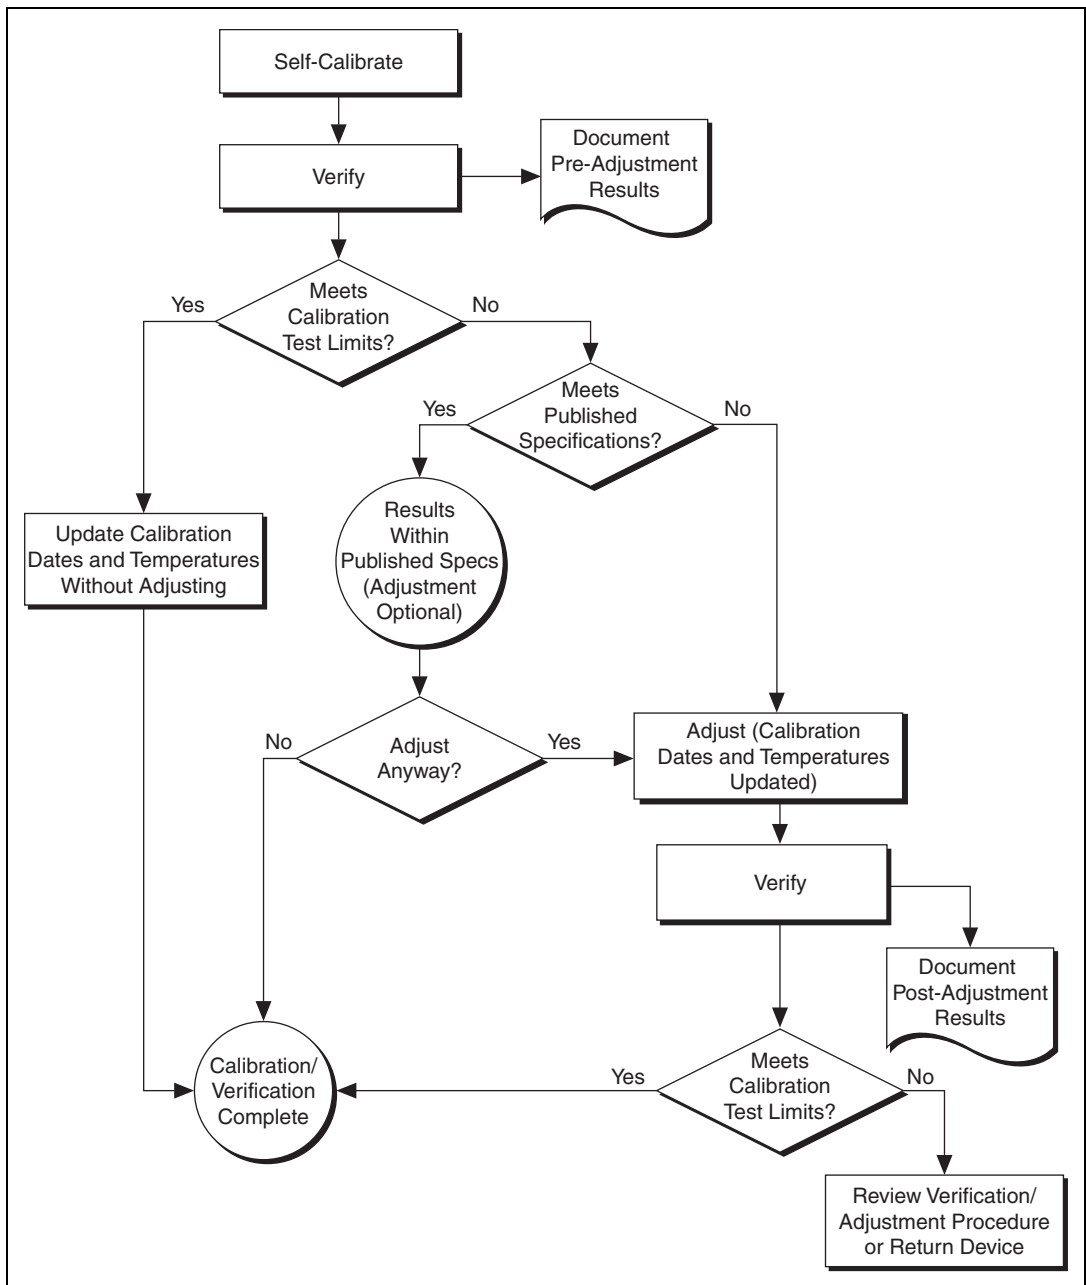 Self-Calibrate
Verify
Document
Pre-Adjustment
Results
Meets
Calibration
Test Limits?
Yes
No
Meets
Published
Specifications?
Yes
No
Update Calibration
Dates and Temperatures
Without Adjusting
Results
Within
Published Specs
(Adjustment
Optional)
Adjust
Anyway?
No
Yes
Adjust (Calibration
Dates and Temperatures
Updated)
Verify
Document
Post-Adjustment
Results
Calibration/
Verification
Complete
Meets
Calibration
Test Limits?
Yes
No
Review Verification/
Adjustment Procedure
or Return Device